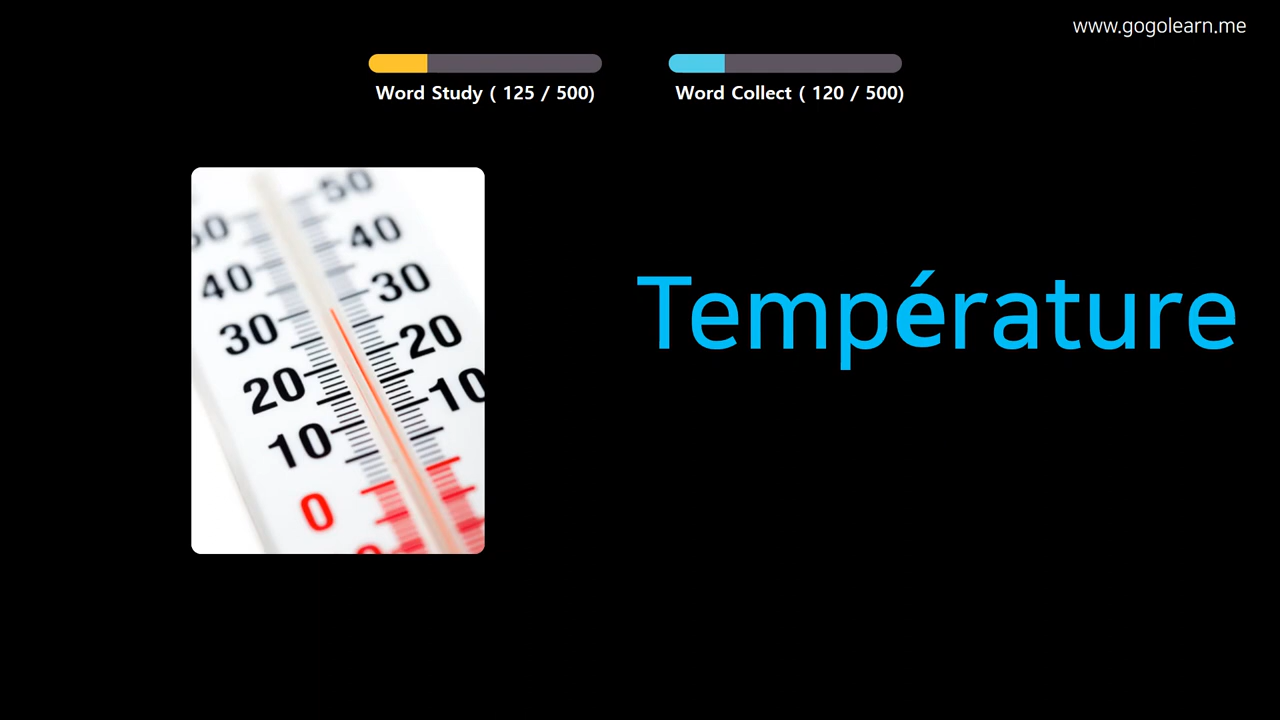 www.gogolearn.me
Word Study ( 125 / 500)
Word Collect ( 120 / 500)
Température
50
40
30
20
10
40
30
20
10
0